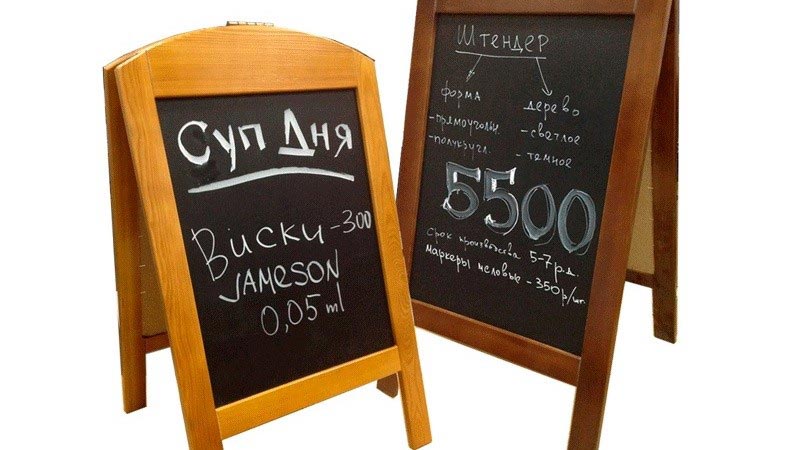 Суп Дня
Виски - 300
JAMESON
0,05 ml
Штендер
форма
дерево
- прямоугольн.
- светлое
- полукругл.
- темное
5500
срок производства 5-7 р.д.
маркеры меловые - 350 р/шт.